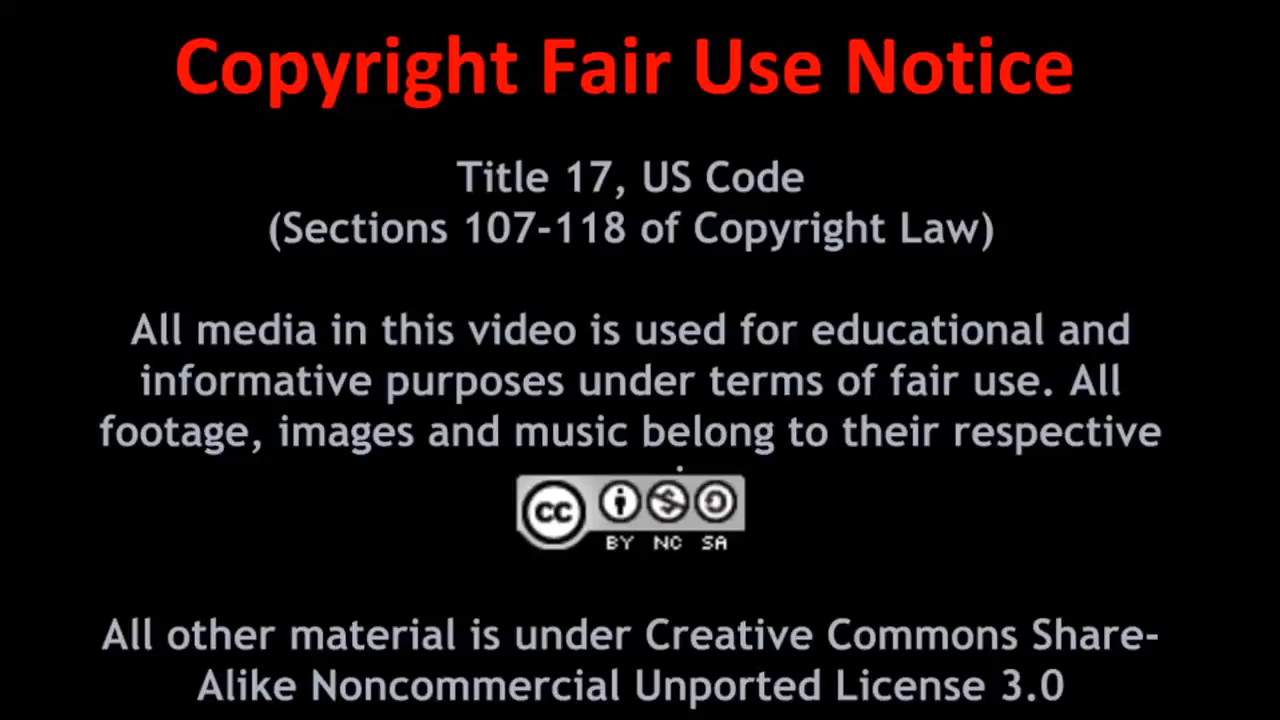 Copyright Fair Use Notice
Title 17, US Code
(Sections 107-118 of Copyright Law)
All media in this video is used for educational and
informative purposes under terms of fair use. All
footage, images and music belong to their respective
cc
BY NC SA
All other material is under Creative Commons Share-
Alike Noncommercial Unported License 3.0